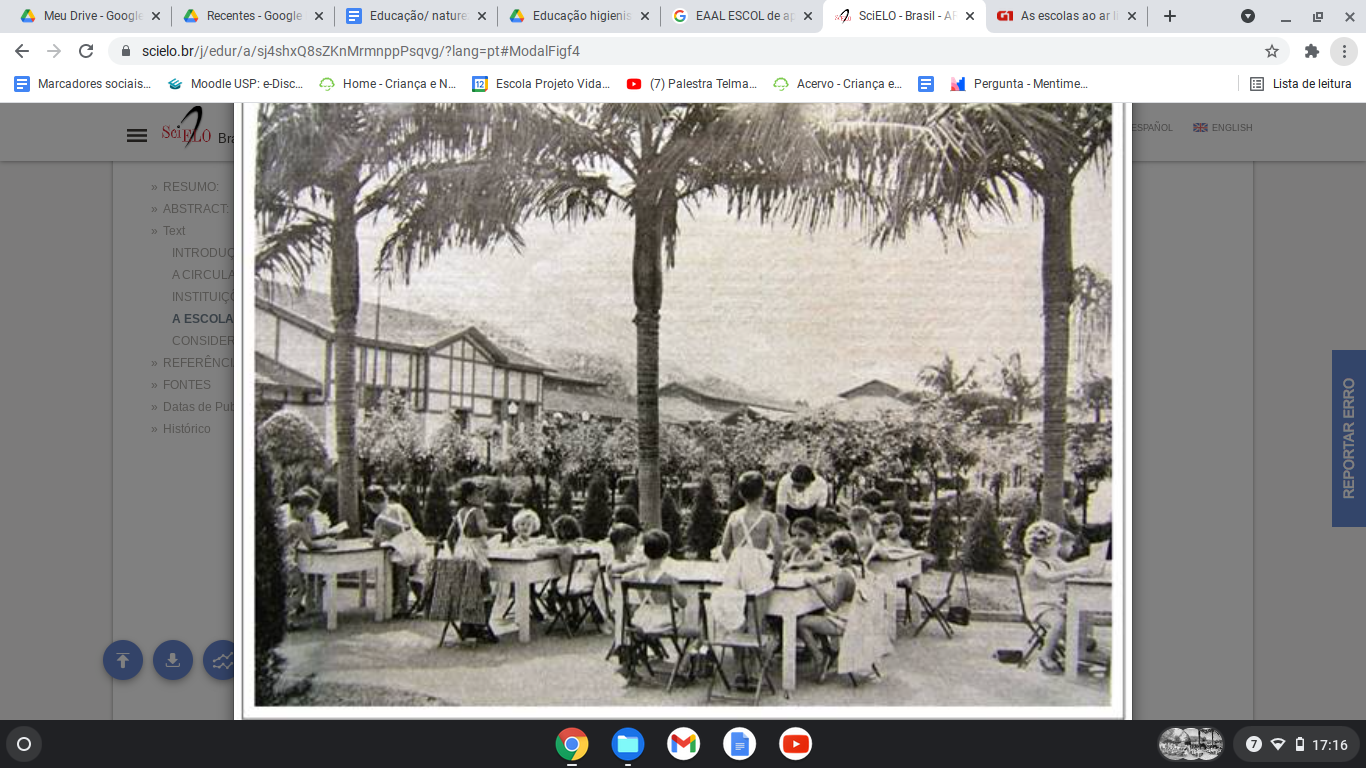 Meu Drive - Google
Recentes - Google
Educação/ nature
Educação higienis
EAAL ESCOL de ap
SciELO - Brasil - AF
As escolas ao ar li
scielo.br/j/edur/a/sj4shxQ8sZKnMrmnppPsqvg/?lang=pt#ModalFigf4
Marcadores sociais...
Moodle USP: e-Disc...
Home - Criança e N...
12
Escola Projeto Vida...
(7) Palestra Telma...
Acervo - Criança e...
Pergunta - Mentime...
Lista de leitura
SciELO
Bra
ESPAÑOL
ENGLISH
» RESUMO:
» ABSTRACT:
» Text
INTRODUÇ
A CIRCULA
INSTITUIÇÕ
A ESCOLA
CONSIDER
» REFERÊNCI
» FONTES
» Datas de Pub
» Histórico
REPORTAR ERRO
7
17:16